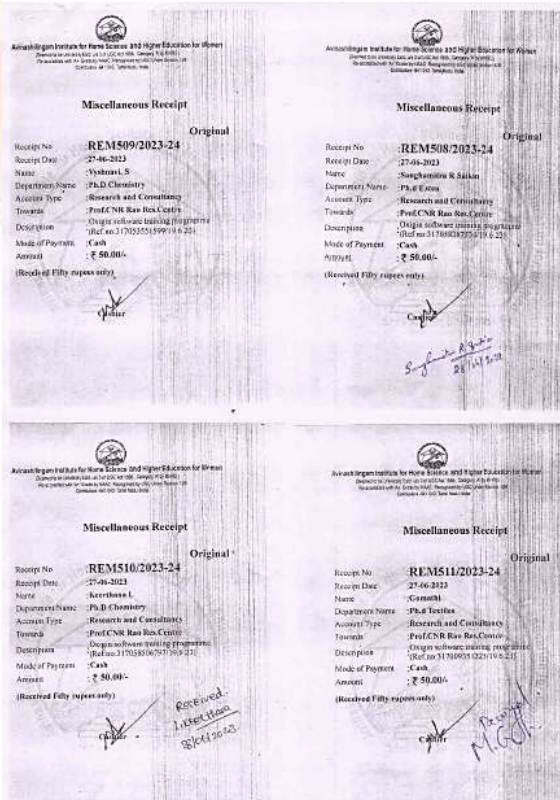 Avinashilingam Institute for Home Science and Higher Education for Women
Miscellaneous Receipt
Original
Receipt No :REM509/2023-24
Receipt Date :27-06-2023
Name :Vyshnavi. S
Department Name :Ph.D Chemistry
Account Type :Research and Consultancy
Towards :Prof.CNR Rao Res.Centre
Description :Oxigin software training programme
Mode of Payment :Cash
Amount : ₹ 50.00/-
(Received Fifty rupees only)
Cashier
Avinashilingam Institute for Home Science and Higher Education for Women
Miscellaneous Receipt
Original
Receipt No :REM508/2023-24
Receipt Date :27-06-2023
Name :Sanghamitra R Saikia
Department Name :Ph.d Exten
Account Type :Research and Consultancy
Towards :Prof.CNR Rao Res.Centre
Description :Oxigin software training programme
Mode of Payment :Cash
Amount : ₹ 50.00/-
(Received Fifty rupees only)
Cashier
Avinashilingam Institute for Home Science and Higher Education for Women
Miscellaneous Receipt
Original
Receipt No :REM510/2023-24
Receipt Date :27-06-2023
Name :Keerthana L
Department Name :Ph.D Chemistry
Account Type :Research and Consultancy
Towards :Prof.CNR Rao Res.Centre
Description :Oxigin software training programme
Mode of Payment :Cash
Amount : ₹ 50.00/-
(Received Fifty rupees only)
Cashier
Received.
Avinashilingam Institute for Home Science and Higher Education for Women
Miscellaneous Receipt
Original
Receipt No :REM511/2023-24
Receipt Date :27-06-2023
Name :Gomathi
Department Name :Ph.d Textiles
Account Type :Research and Consultancy
Towards :Prof.CNR Rao Res.Centre
Description :Oxigin software training programme
Mode of Payment :Cash
Amount : ₹ 50.00/-
(Received Fifty rupees only)
Cashier